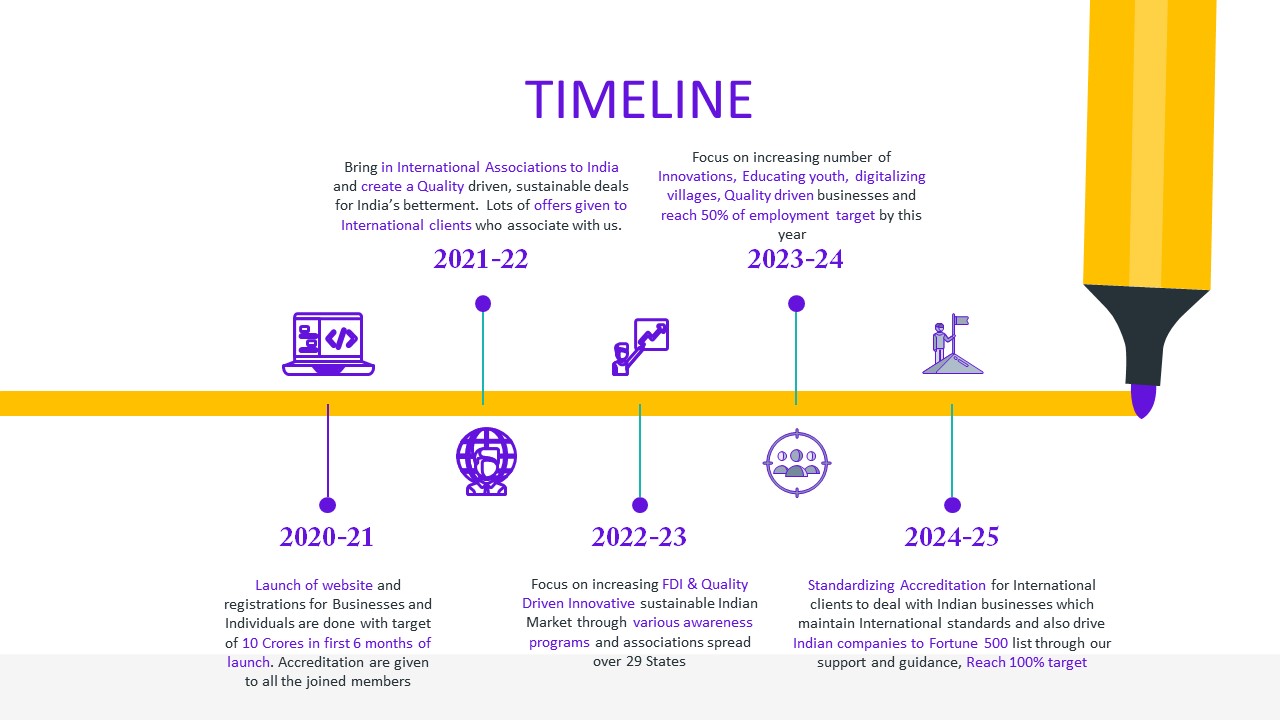 TIMELINE
Bring in International Associations to India
and create a Quality driven, sustainable deals
for India's betterment. Lots of offers given to
International clients who associate with us.
2021-22
Focus on increasing number of
Innovations, Educating youth, digitalizing
villages, Quality driven businesses and
reach 50% of employment target by this
year
2023-24
2020-21
Launch of website and
registrations for Businesses and
Individuals are done with target
of 10 Crores in first 6 months of
launch. Accreditation are given
to all the joined members
2022-23
Focus on increasing FDI & Quality
Driven Innovative sustainable Indian
Market through various awareness
programs and associations spread
over 29 States
2024-25
Standardizing Accreditation for International
clients to deal with Indian businesses which
maintain International standards and also drive
Indian companies to Fortune 500 list through our
support and guidance, Reach 100% target